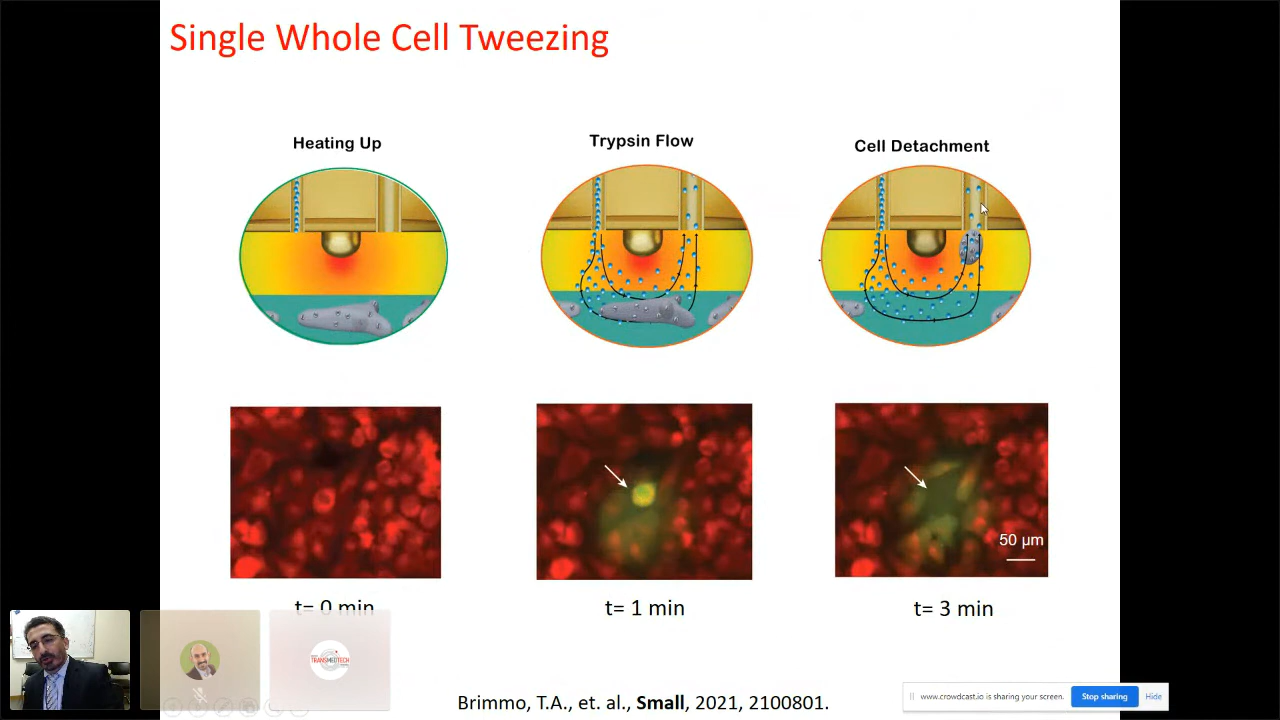 Single Whole Cell Tweezing
Heating Up
Trypsin Flow
Cell Detachment
50 µm
t= 0 min
t= 1 min
t= 3 min
TRANSMEDTECH
Brimmo, T.A., et. al., Small, 2021, 2100801.
www.crowdcast.io is sharing your screen.
Stop sharing
Hide